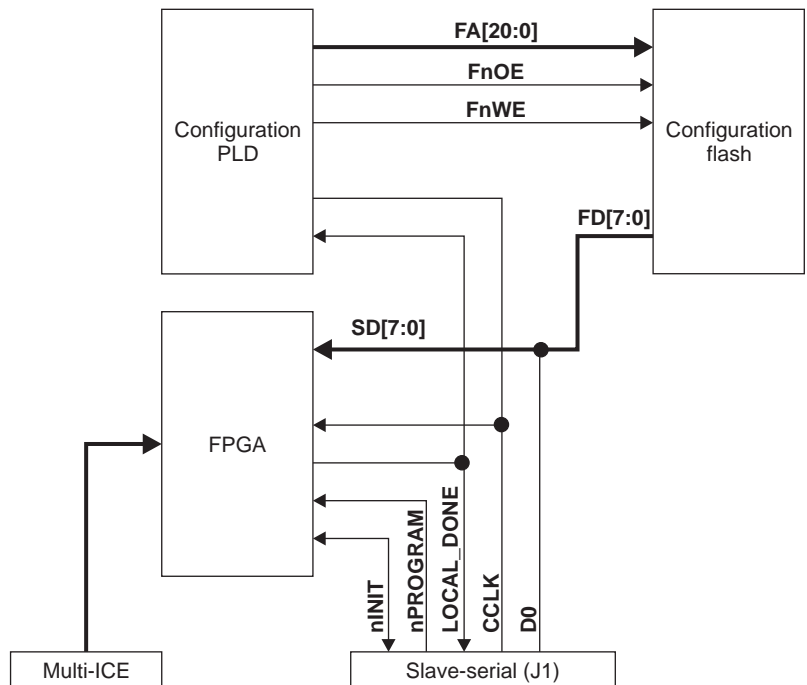 FA[20:0]
FnOE
FnWE
Configuration
PLD
Configuration
flash
FD[7:0]
SD[7:0]
FPGA
nINIT
nPROGRAM
LOCAL_DONE
CCLK
D0
Multi-ICE
Slave-serial (J1)